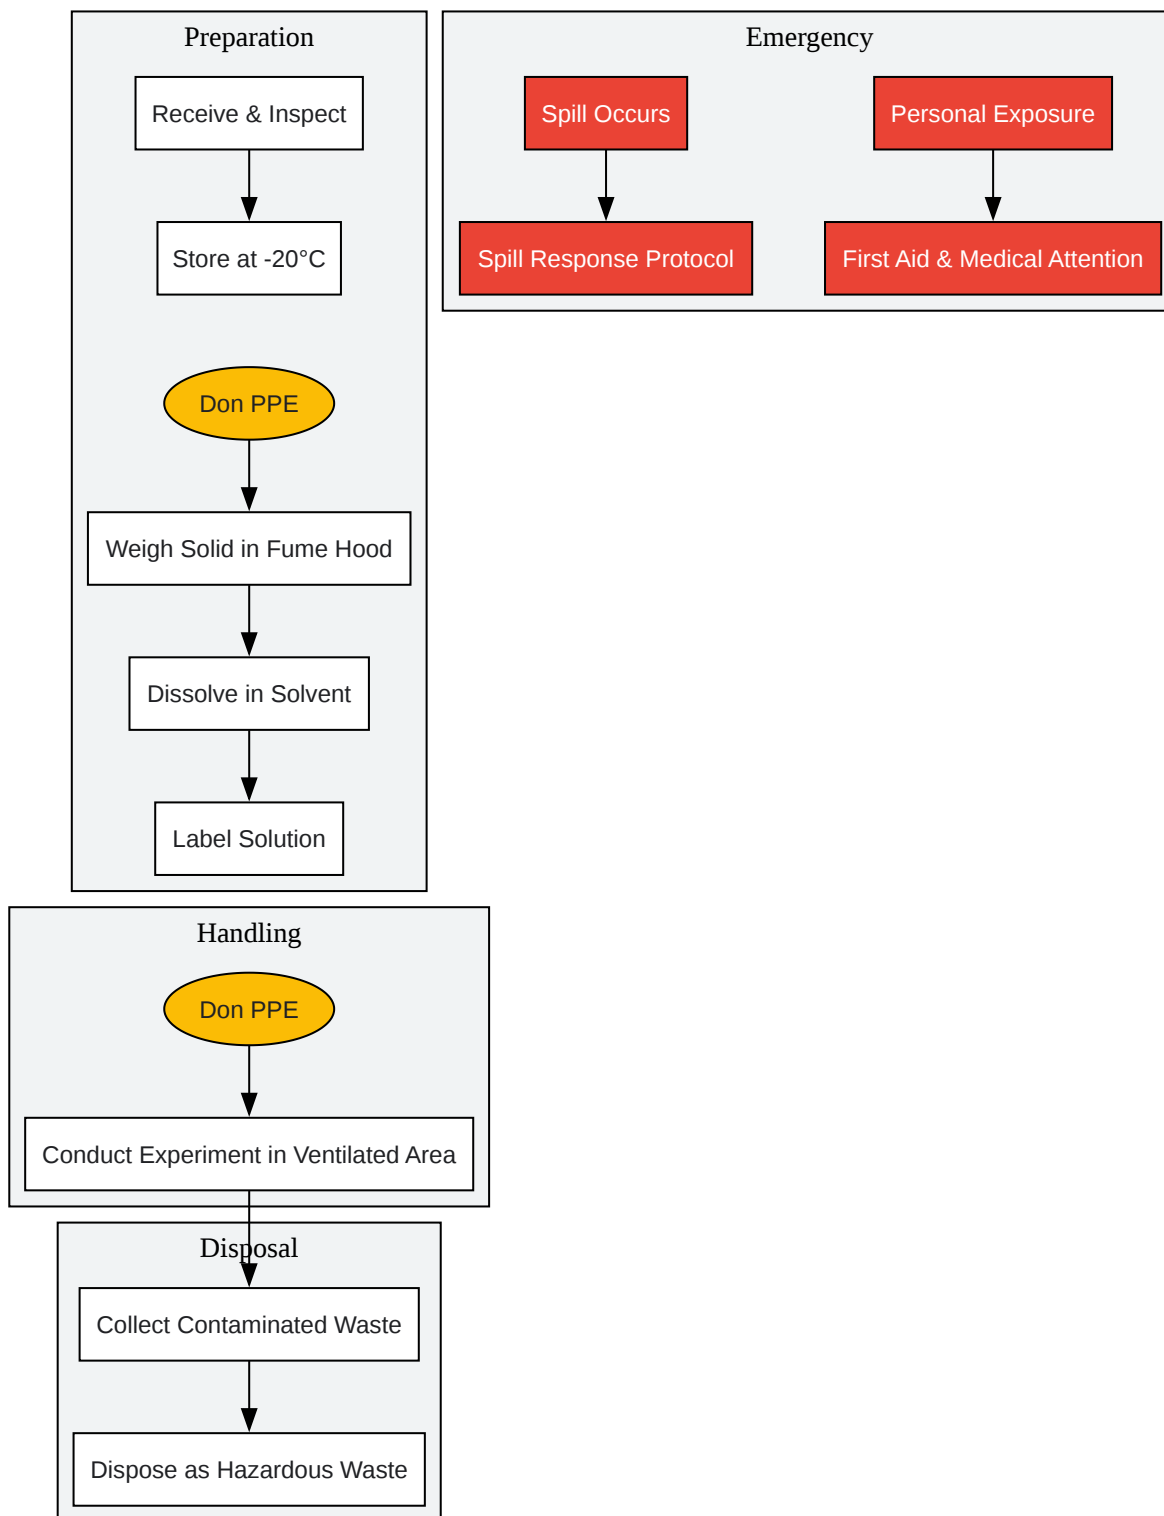 Preparation
Receive & Inspect
Store at -20°C
Don PPE
Weigh Solid in Fume Hood
Dissolve in Solvent
Label Solution
Emergency
Spill Occurs
Personal Exposure
Spill Response Protocol
First Aid & Medical Attention
Handling
Don PPE
Conduct Experiment in Ventilated Area
Disposal
Collect Contaminated Waste
Dispose as Hazardous Waste